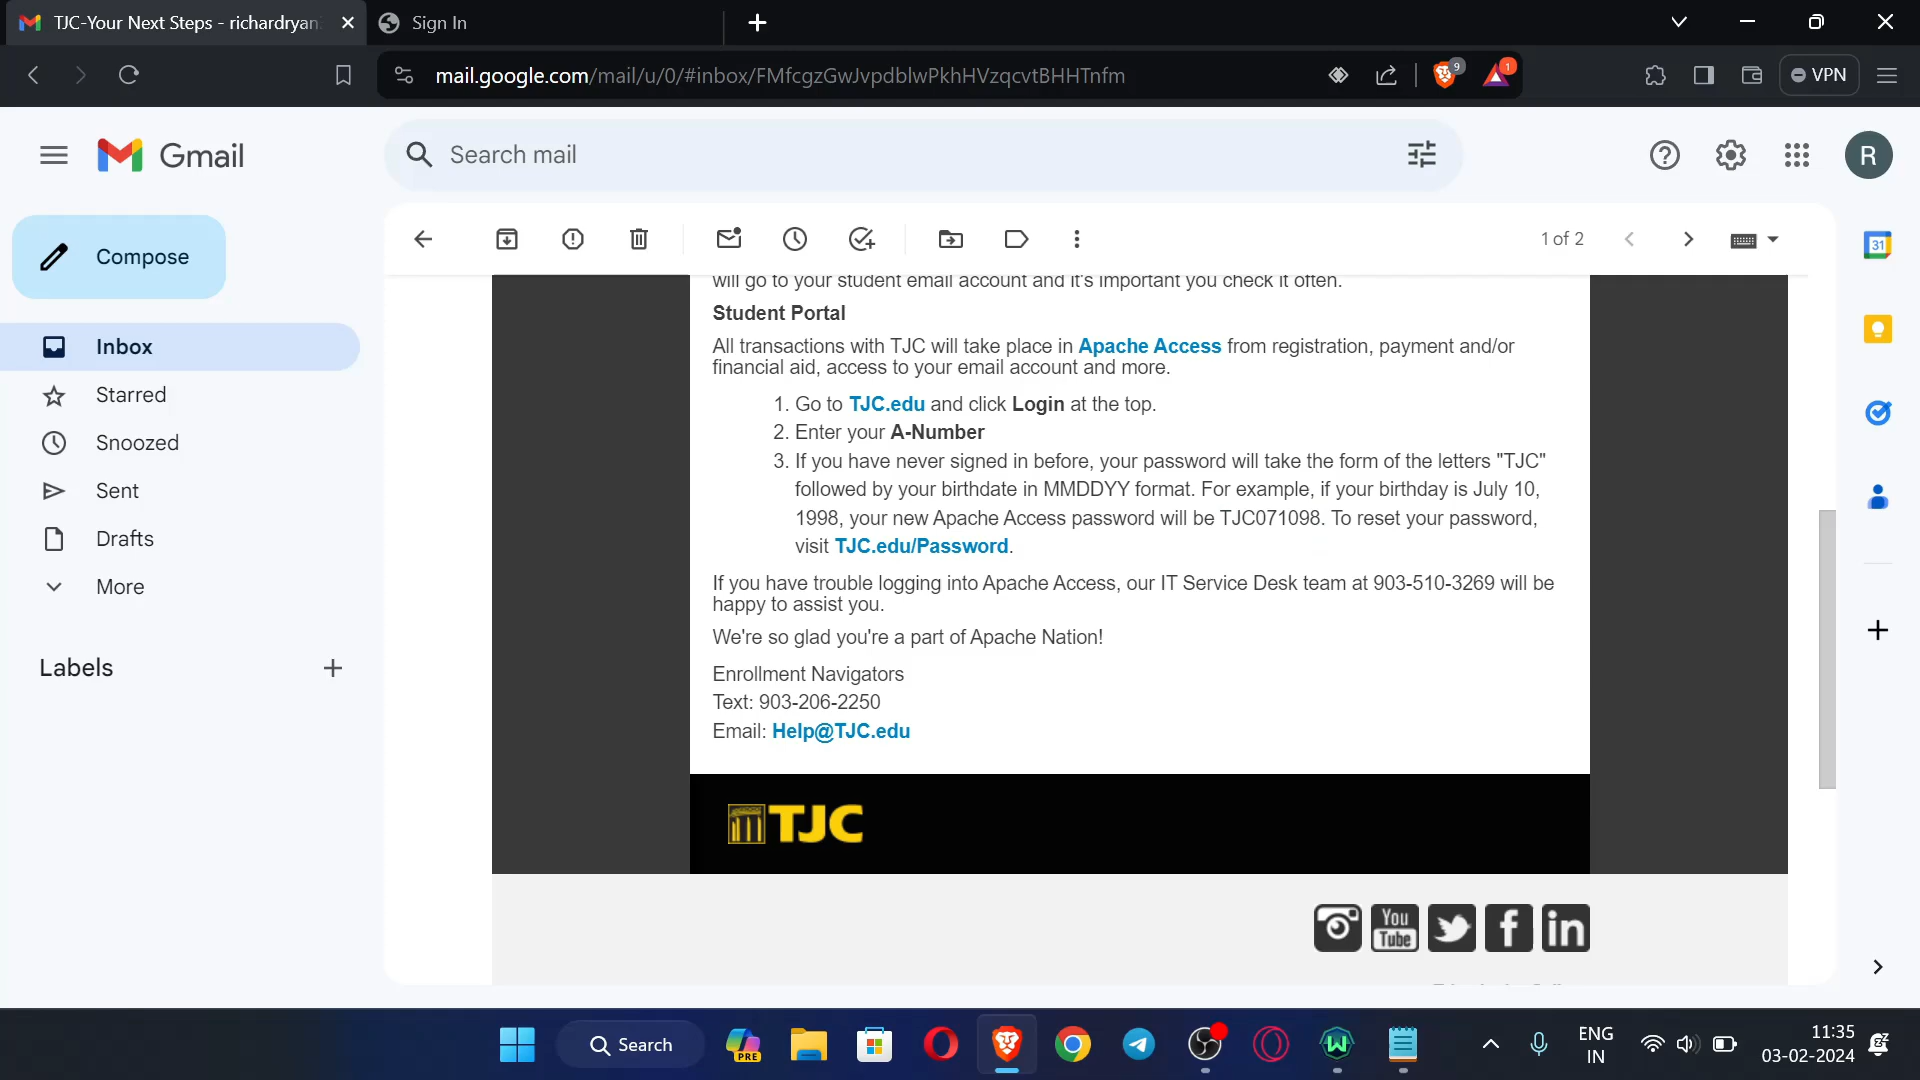 TJC-Your Next Steps - richardryan
Sign In
mail.google.com/mail/u/0/#inbox/FMfcgzGwJvpdblwPkhHVzqcvtBHHTnfm
9
1
VPN
Gmail
Search mail
R
Compose
1 of 2
31
Inbox
Starred
Snoozed
Sent
Drafts
More
Labels
will go to your student email account and it's important you check it often.
Student Portal
All transactions with TJC will take place in Apache Access from registration, payment and/or
financial aid, access to your email account and more.
1. Go to TJC.edu and click Login at the top.
2. Enter your A-Number
3. If you have never signed in before, your password will take the form of the letters "TJC"
followed by your birthdate in MMDDYY format. For example, if your birthday is July 10,
1998, your new Apache Access password will be TJC071098. To reset your password,
visit TJC.edu/Password.
If you have trouble logging into Apache Access, our IT Service Desk team at 903-510-3269 will be
happy to assist you.
We're so glad you're a part of Apache Nation!
Enrollment Navigators
Text: 903-206-2250
Email: Help@TJC.edu
TJC
You
Tube
f
in
Search
PRE
ENG
IN
11:35
03-02-2024